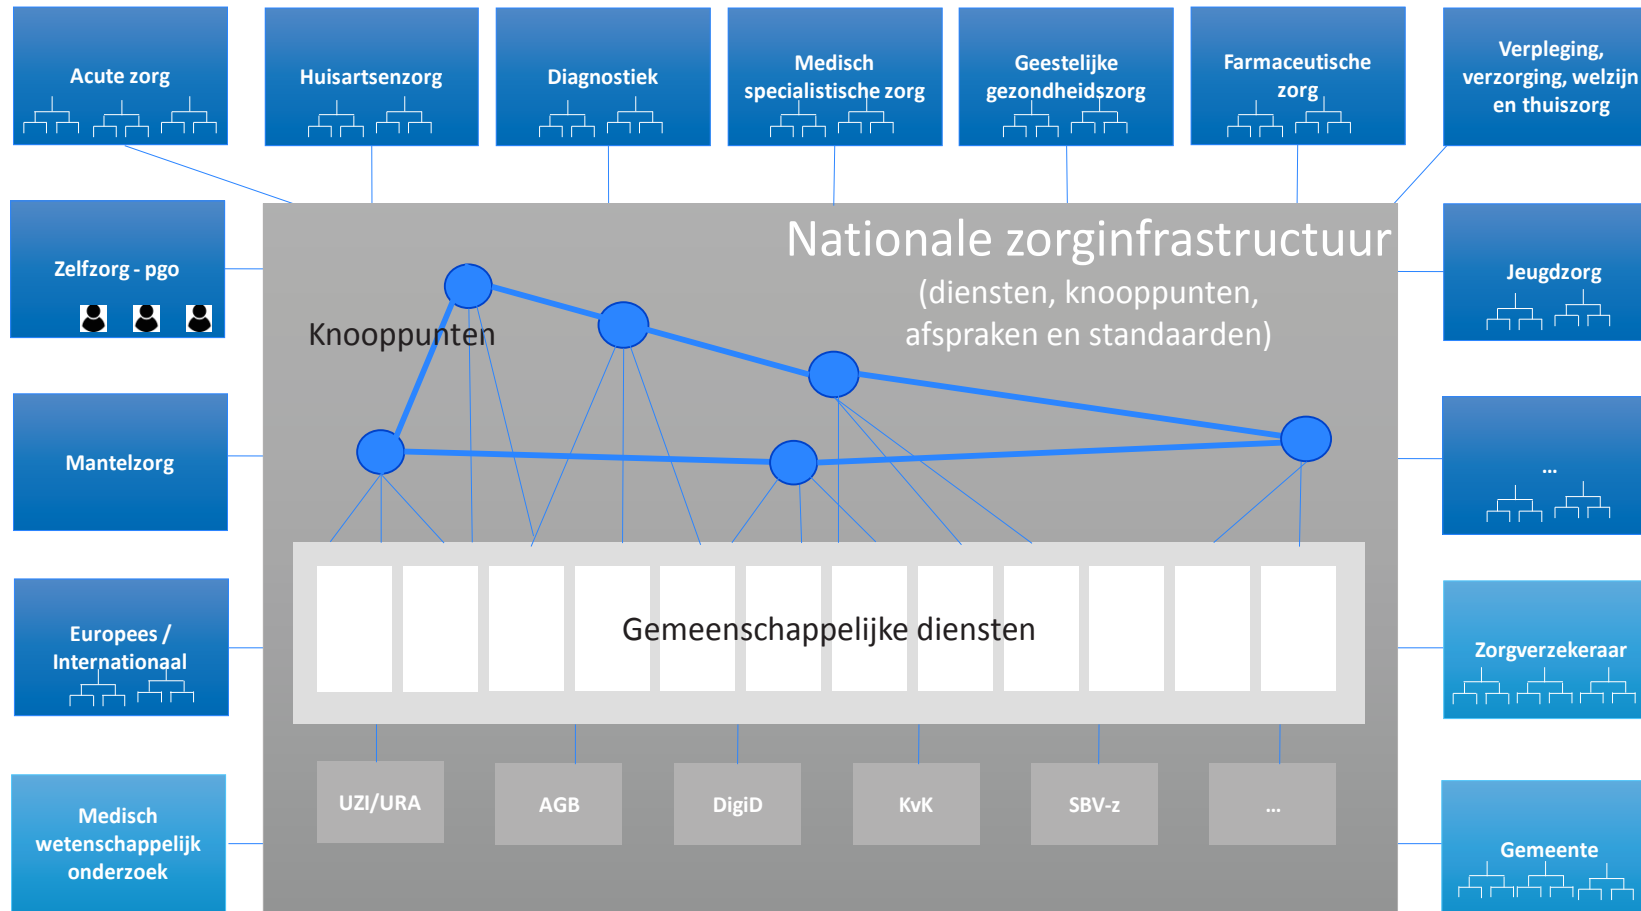 Acute zorg
Huisartsenzorg
Diagnostiek
Medisch
specialistische zorg
Geestelijke
gezondheidszorg
Farmaceutische
zorg
Verpleging,
verzorging, welzijn
en thuiszorg
Zelfzorg - pgo
Mantelzorg
Europees /
Internationaal
Medisch
wetenschappelijk
onderzoek
Nationale zorginfrastructuur
(diensten, knooppunten,
afspraken en standaarden)
Knooppunten
Gemeenschappelijke diensten
UZI/URA
AGB
DigiD
KvK
SBV-z
...
Jeugdzorg
...
Zorgverzekeraar
Gemeente